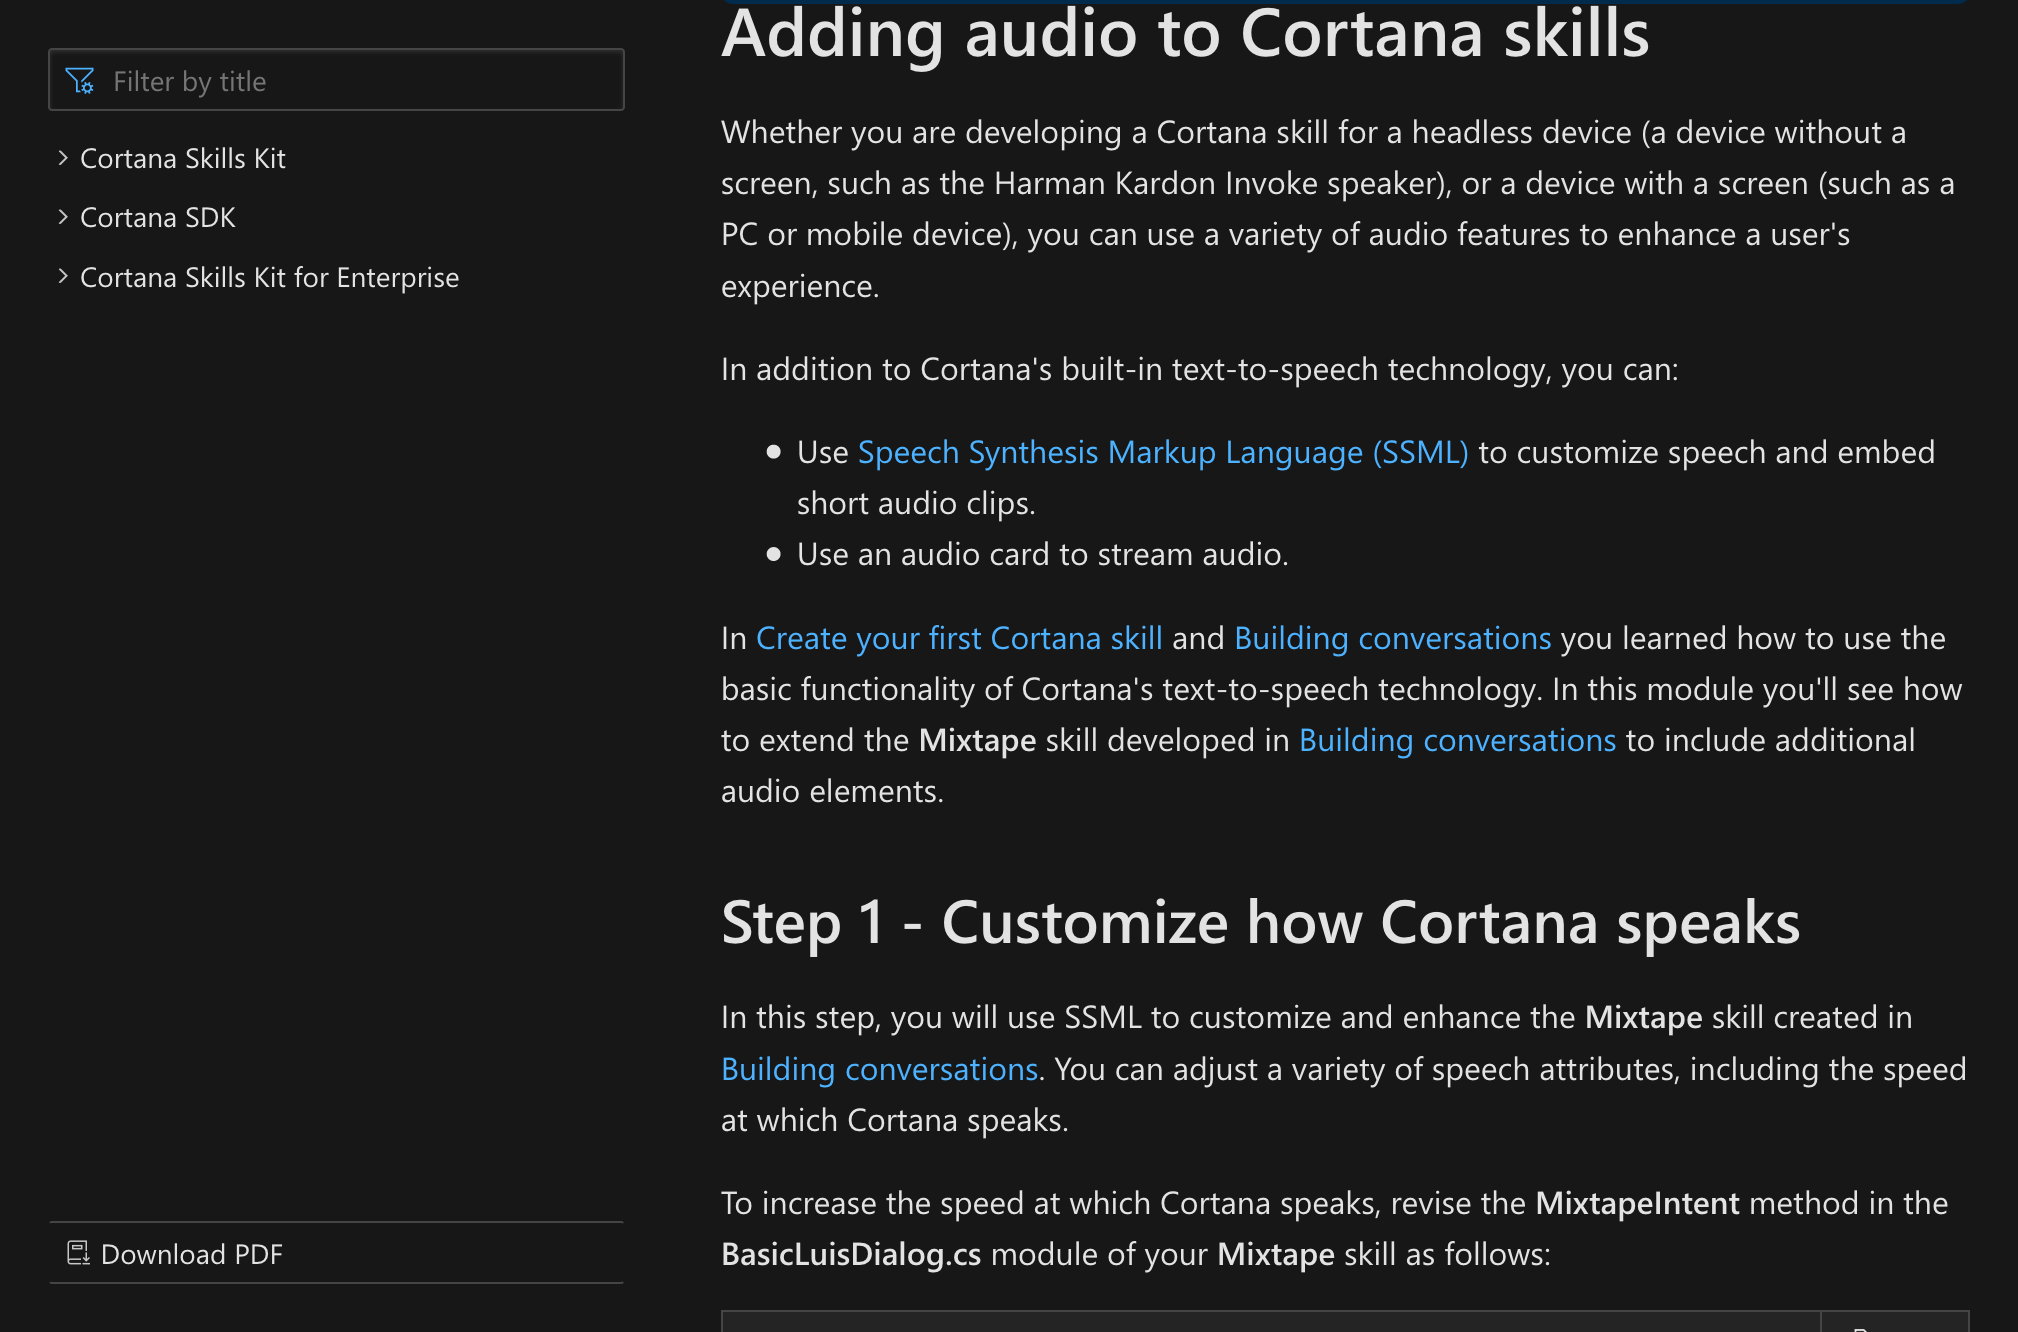 Filter by title
Cortana Skills Kit
Cortana SDK
Cortana Skills Kit for Enterprise
Download PDF
Adding audio to Cortana skills
Whether you are developing a Cortana skill for a headless device (a device without a
screen, such as the Harman Kardon Invoke speaker), or a device with a screen (such as a
PC or mobile device), you can use a variety of audio features to enhance a user's
experience.
In addition to Cortana's built-in text-to-speech technology, you can:
Use Speech Synthesis Markup Language (SSML) to customize speech and embed
short audio clips.
Use an audio card to stream audio.
In Create your first Cortana skill and Building conversations you learned how to use the
basic functionality of Cortana's text-to-speech technology. In this module you'll see how
to extend the Mixtape skill developed in Building conversations to include additional
audio elements.
Step 1 - Customize how Cortana speaks
In this step, you will use SSML to customize and enhance the Mixtape skill created in
Building conversations. You can adjust a variety of speech attributes, including the speed
at which Cortana speaks.
To increase the speed at which Cortana speaks, revise the MixtapeIntent method in the
BasicLuisDialog.cs module of your Mixtape skill as follows: